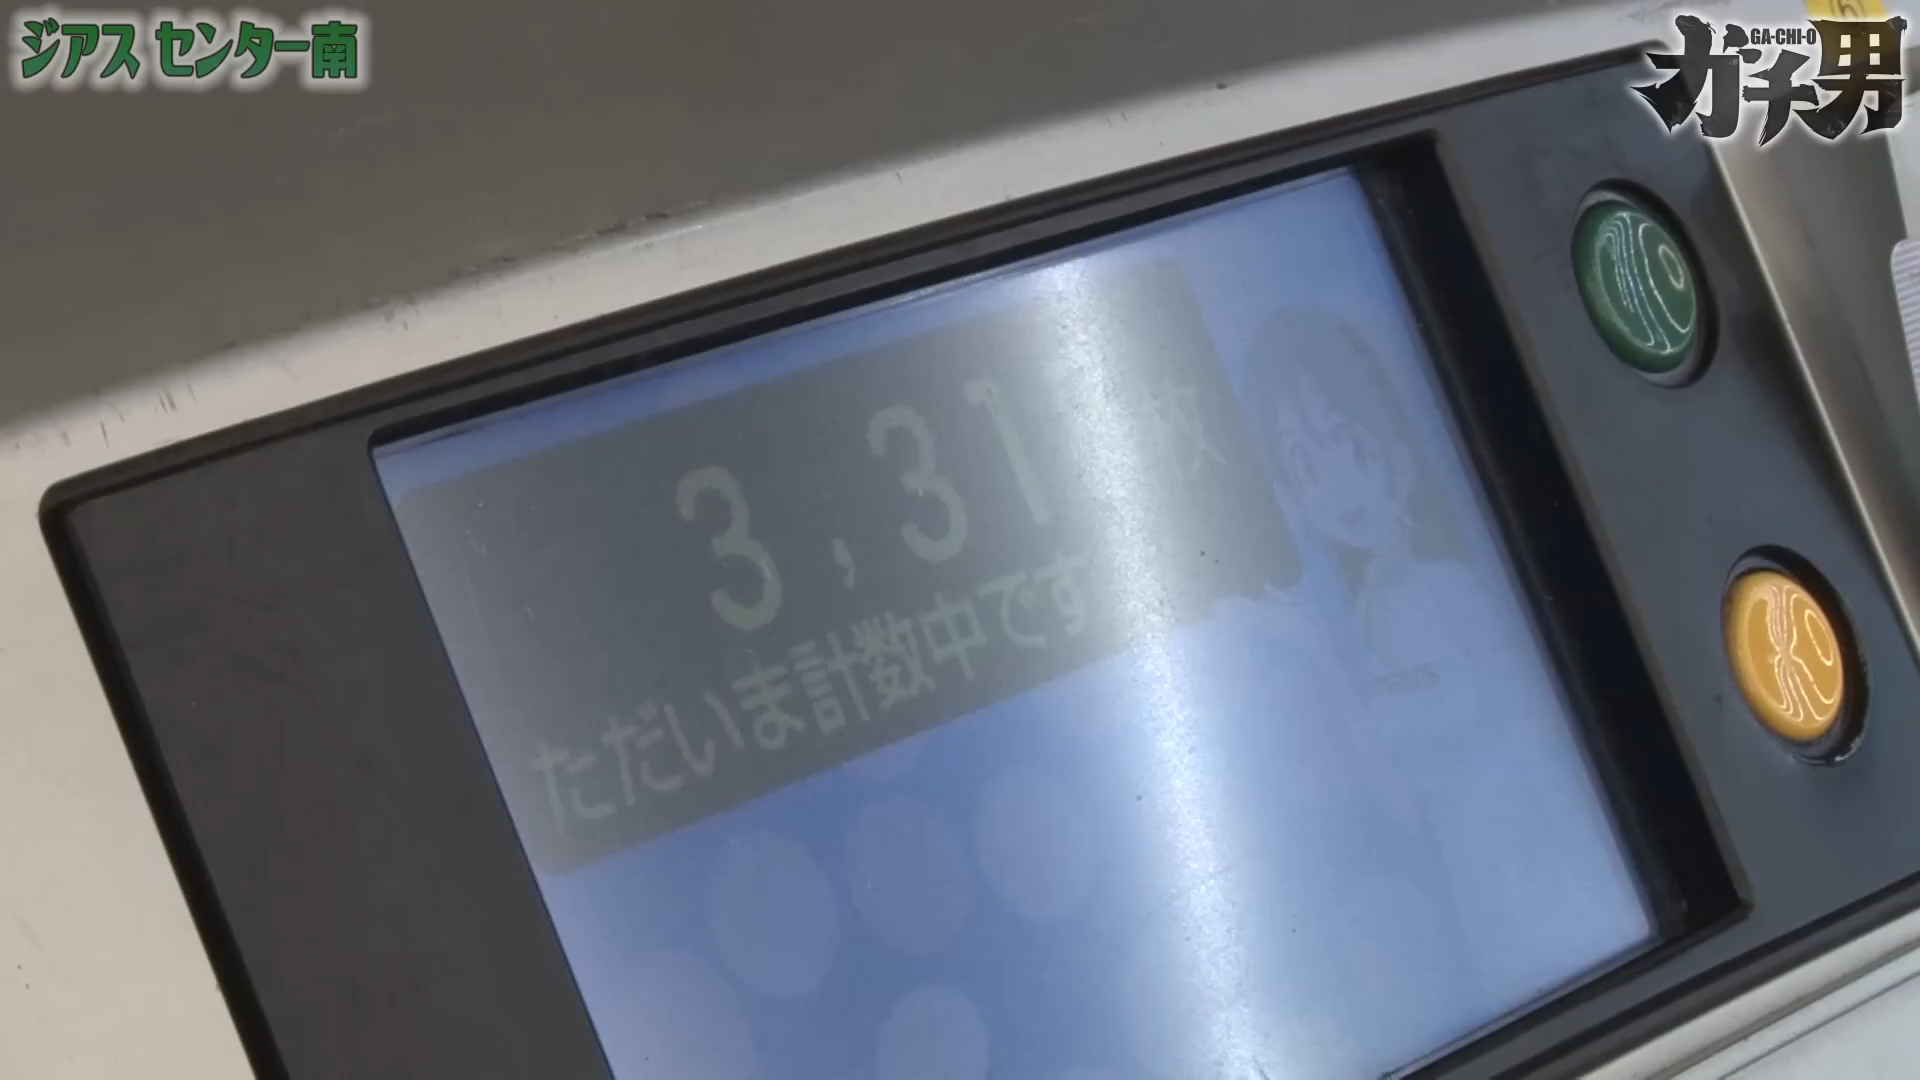 ジアス センター南
GA-CHI-O
ガチ男
3,31 枚
ただいま計数中です